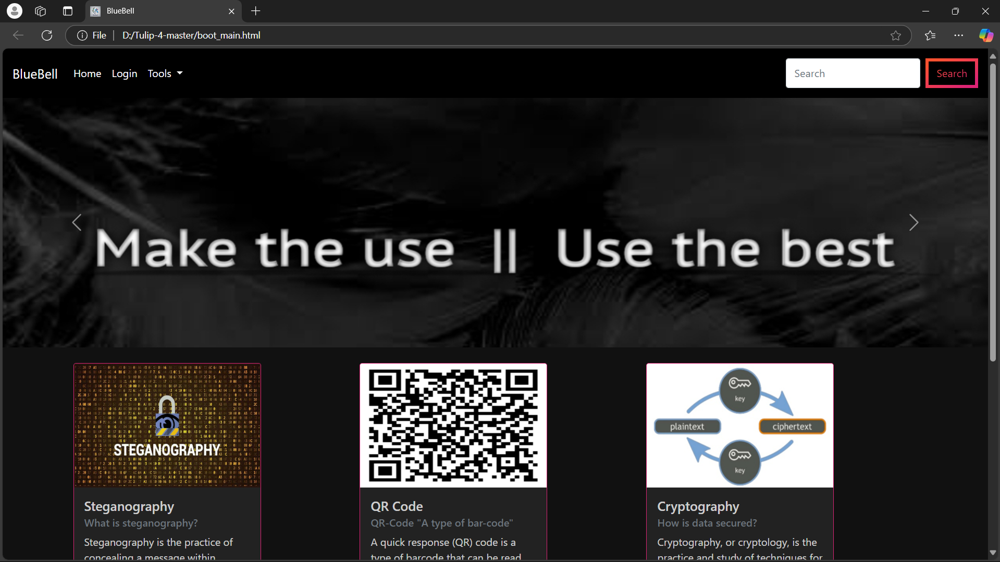 BlueBell
File
D:/Tulip-4-master/boot_main.html
BlueBell
Home
Login
Tools
Search
Search
Make the use || Use the best
STEGANOGRAPHY
key
plaintext
ciphertext
key
Steganography
What is steganography?
Steganography is the practice of
concealing a message within
QR Code
QR-Code "A type of bar-code"
A quick response (QR) code is a
type of barcode that can be read
Cryptography
How is data secured?
Cryptography, or cryptology, is the
practice and study of techniques for